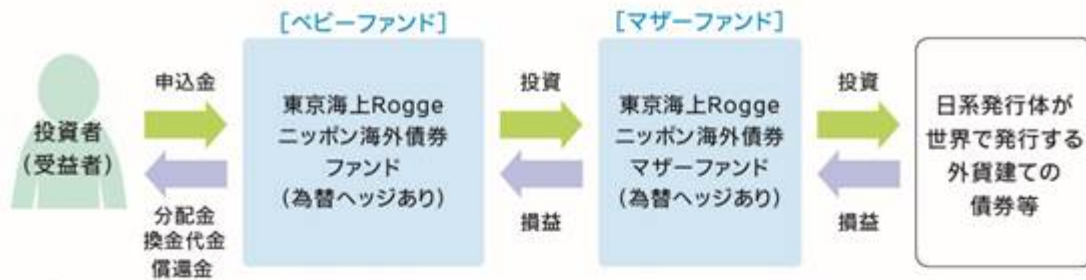 [ベビーファンド]
[マザーファンド]
投資者
(受益者)
申込金
分配金
換金代金
償還金
東京海上Rogge
ニッポン海外債券
ファンド
(為替ヘッジあり)
投資
損益
東京海上Rogge
ニッポン海外債券
マザーファンド
(為替ヘッジあり)
投資
損益
日系発行体が
世界で発行する
外貨建ての
債券等